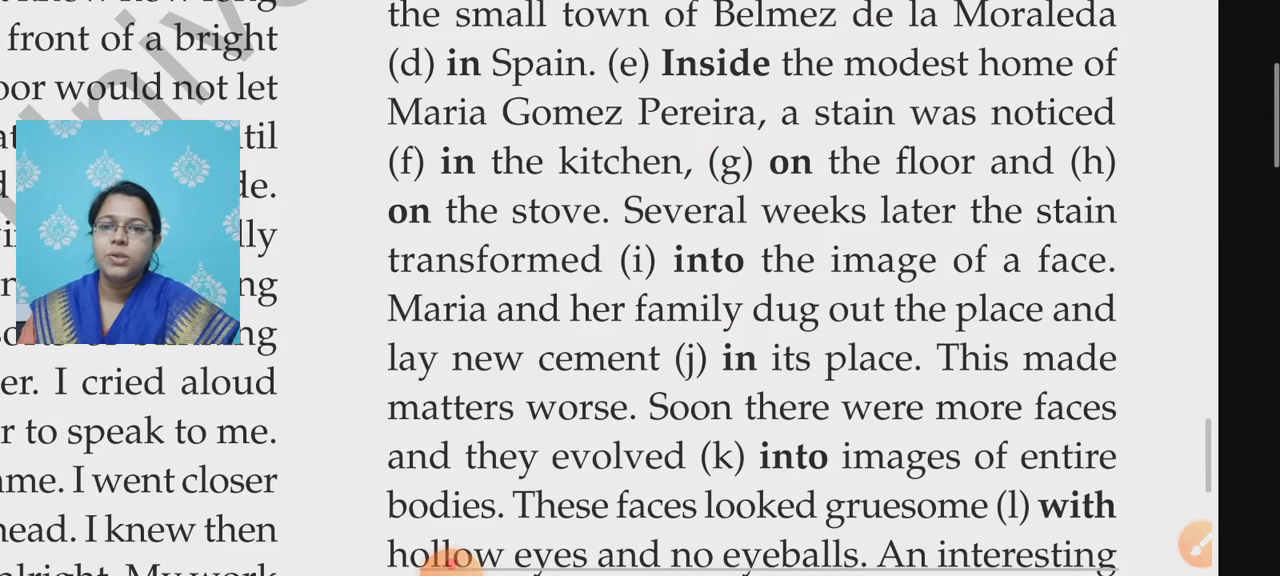 front of a bright
would not let
til
de.
lly
ng
er. I cried aloud
r to speak to me.
me. I went closer
head. I knew then
alright. My work
the small town of Belmez de la Moraleda
(d) in Spain. (e) Inside the modest home of
Maria Gomez Pereira, a stain was noticed
(f) in the kitchen, (g) on the floor and (h)
on the stove. Several weeks later the stain
transformed (i) into the image of a face.
Maria and her family dug out the place and
lay new cement (j) in its place. This made
matters worse. Soon there were more faces
and they evolved (k) into images of entire
bodies. These faces looked gruesome (l) with
hollow eyes and no eyeballs. An interesting